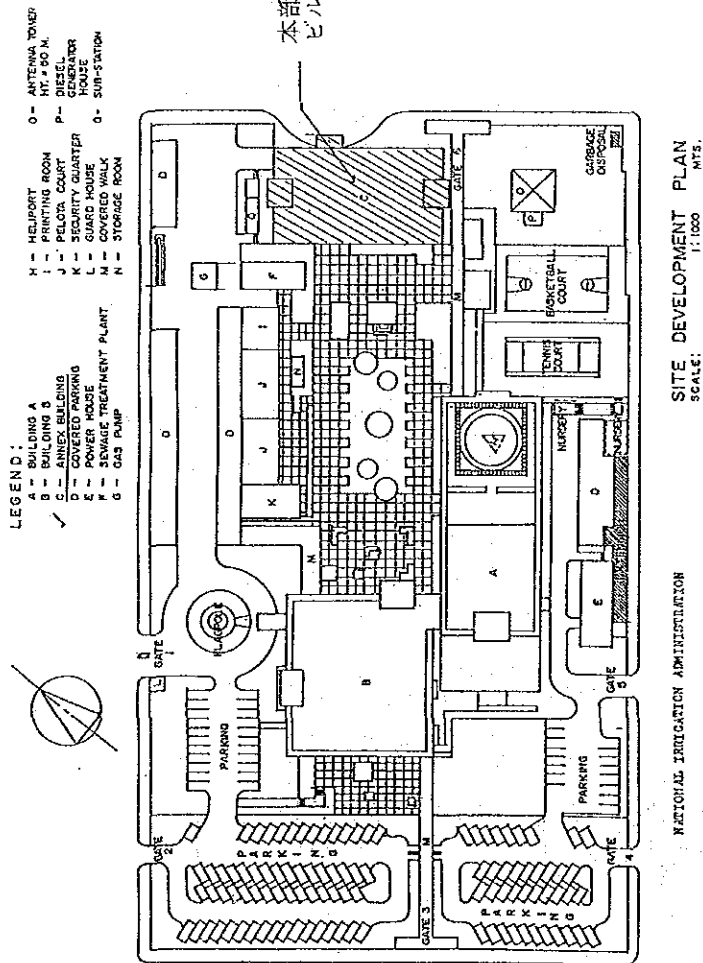 LEGEND:
A - BUILDING A
B - BUILDING B
C - ANNEX BUILDING
D - COVERED PARKING
E - POWER HOUSE
F - SEWAGE TREATMENT PLANT
G - GAS PUMP
H - HELIPORT
I - PRINTING ROOM
J - PELOTA COURT
K - SECURITY QUARTER
L - GUARD HOUSE
M - COVERED WALK
N - STORAGE ROOM
O - ANTENNA TOWER
HT. = 50 M.
P - DIESEL
GENERATOR
HOUSE
Q - SUB-STATION
本部
ビル
GATE 2
GATE 1
L
D
D
D
G
Q
C
FLAGPOLE
PARKING
K
J
J
I
F
N
M
PARKING
B
A
M
GATE 3
M
GATE 6
PARKING
PARKING
GATE 4
GATE 5
E
D
NURSERY
M
NURSERY
TENNIS
COURT
BASKETBALL
COURT
O
P
GARBAGE
DISPOSAL
NATIONAL IRRIGATION ADMINISTRATION
SITE DEVELOPMENT PLAN
SCALE: 1:1000 MTS.